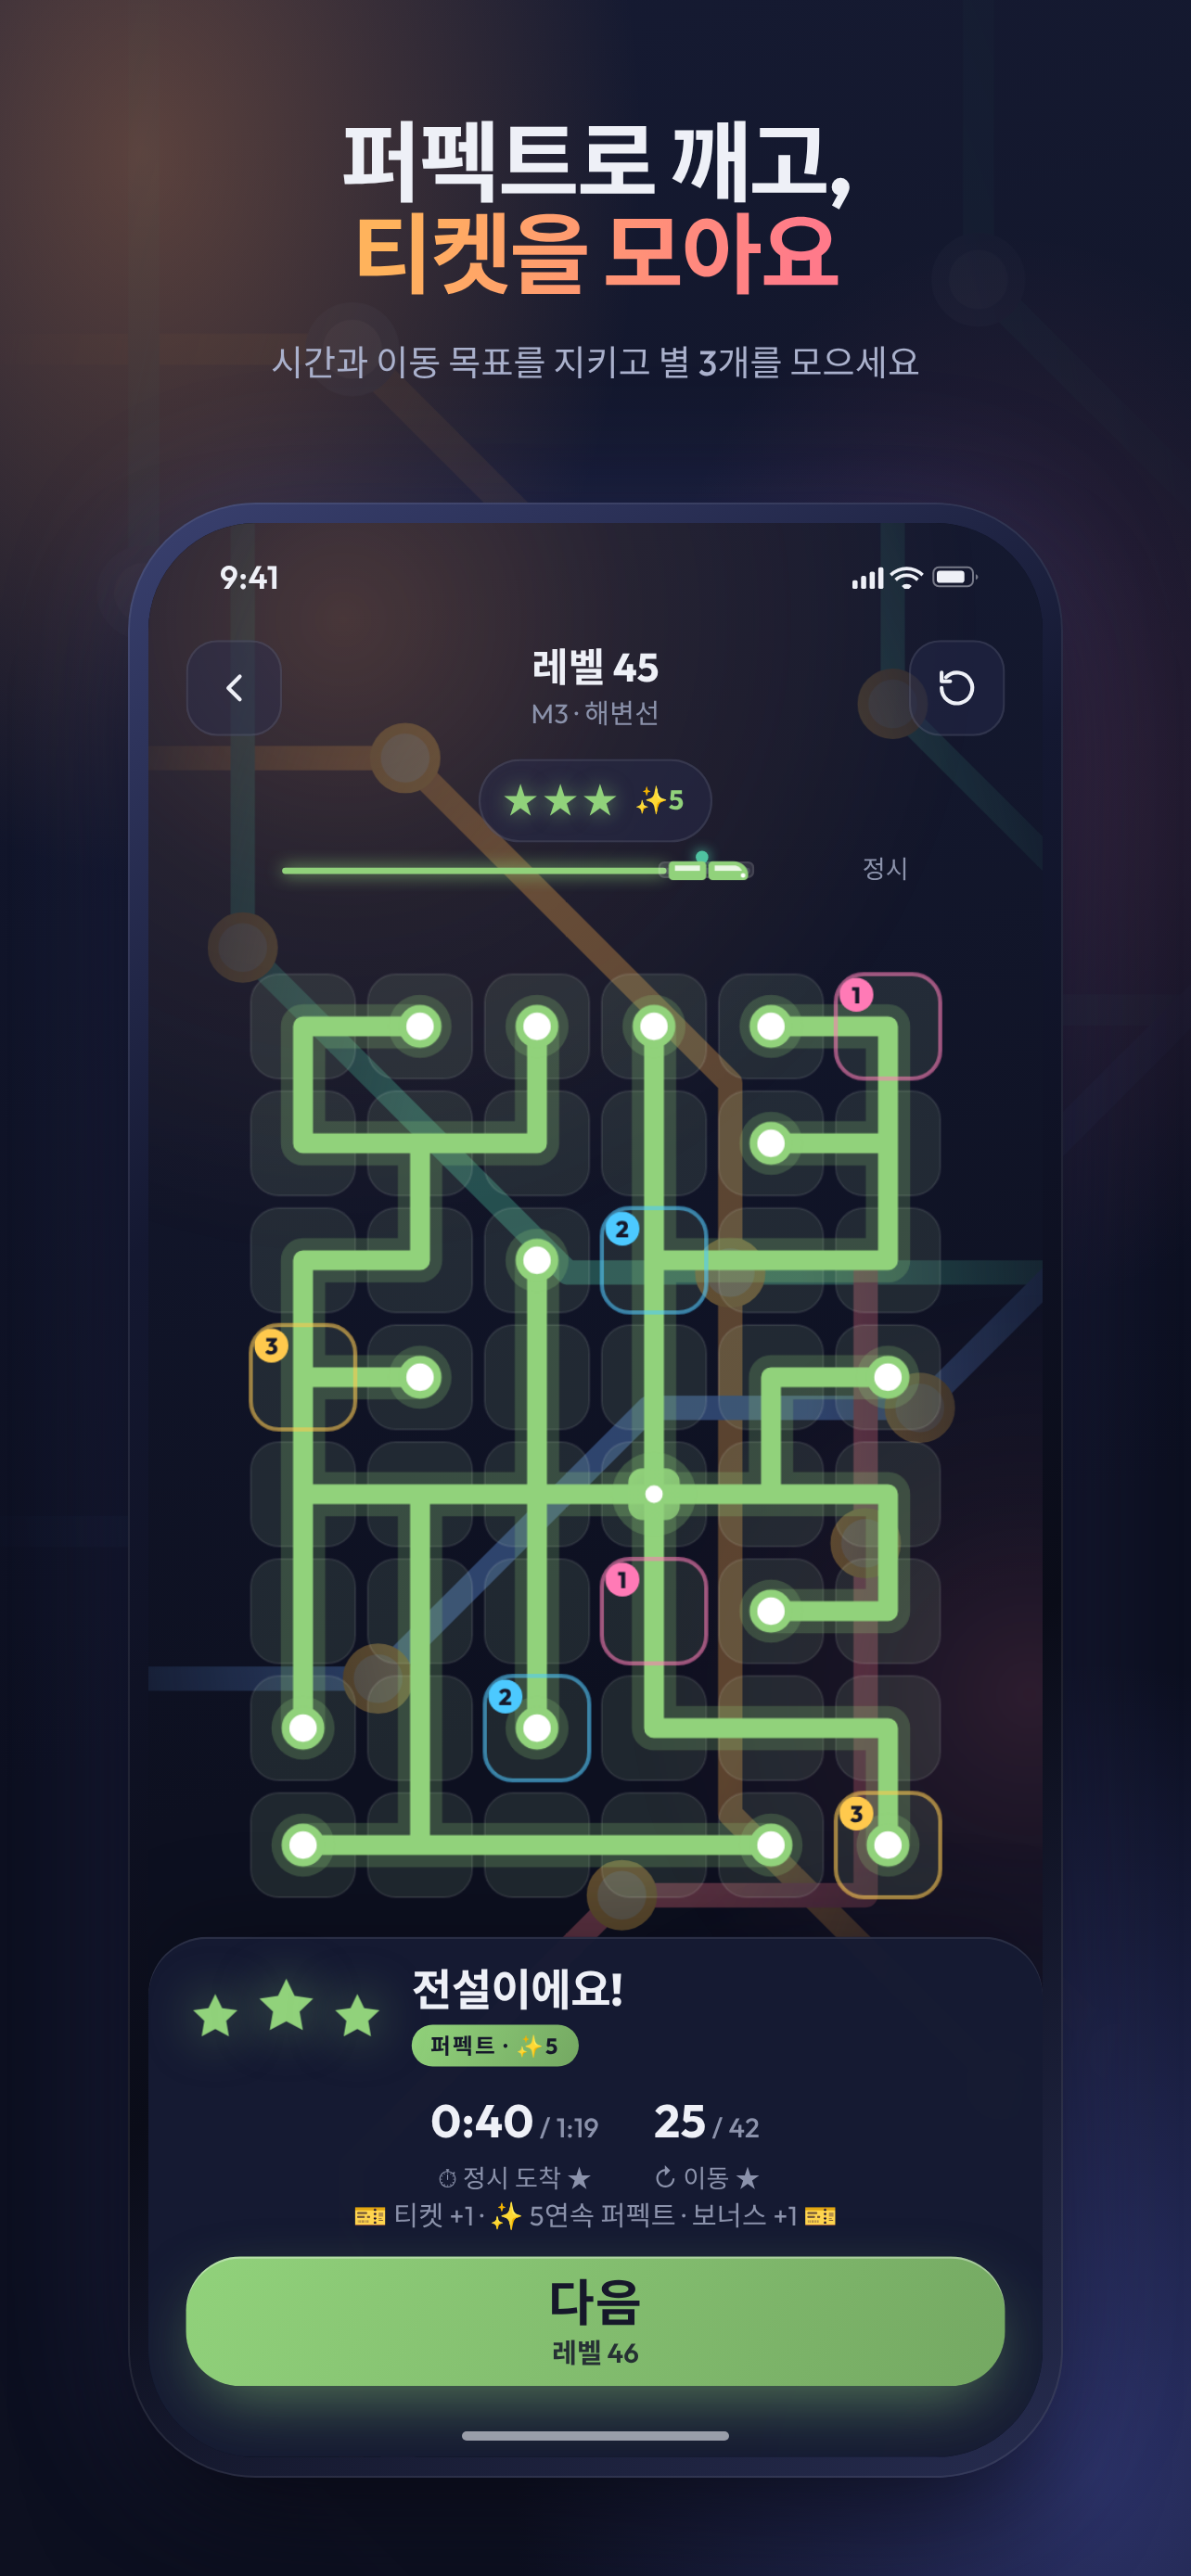 퍼펙트로 깨고,
티켓을 모아요
시간과 이동 목표를 지키고 별 3개를 모으세요
9:41
레벨 45
M3 · 해변선
★★★ ✨5
정시
1
2
3
1
2
3
전설이에요!
퍼펙트 · ✨5
0:40 / 1:19 25 / 42
⏱ 정시 도착 ★ ↻ 이동 ★
🎫 티켓 +1 · ✨ 5연속 퍼펙트 · 보너스 +1 🎫
다음
레벨 46